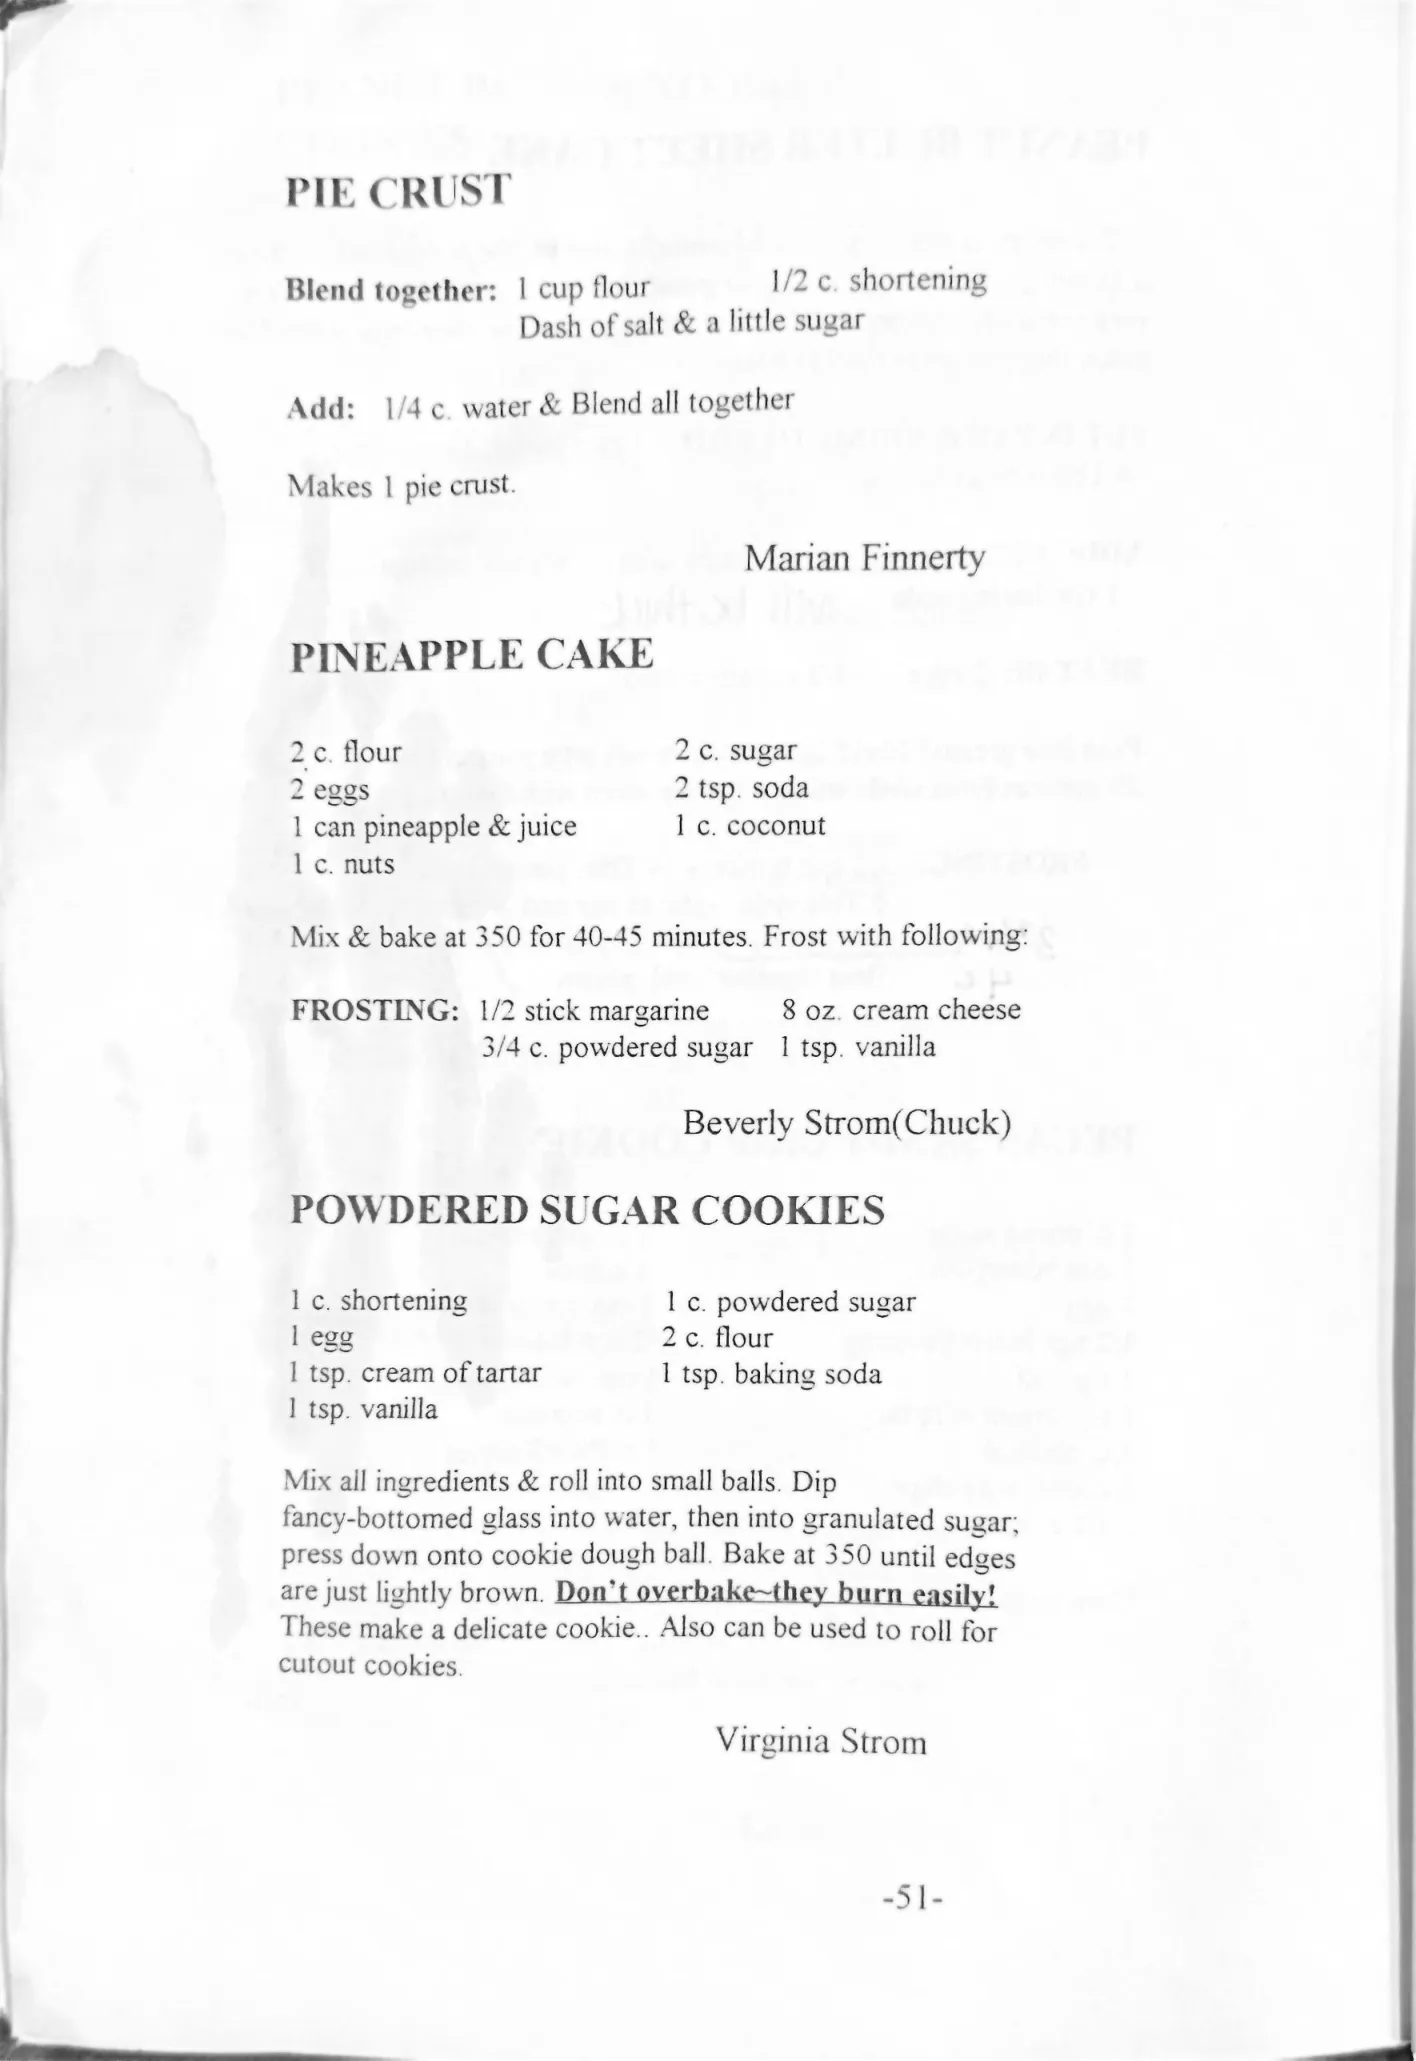 PIE CRUST
Blend together: 1 cup flour 1/2 c. shortening
Dash of salt & a little sugar
Add: 1/4 c. water & Blend all together
Makes 1 pie crust.
Marian Finnerty
PINEAPPLE CAKE
2 c. flour 2 c. sugar
2 eggs 2 tsp. soda
1 can pineapple & juice 1 c. coconut
1 c. nuts
Mix & bake at 350 for 40-45 minutes. Frost with following:
FROSTING: 1/2 stick margarine 8 oz. cream cheese
3/4 c. powdered sugar 1 tsp. vanilla
Beverly Strom(Chuck)
POWDERED SUGAR COOKIES
1 c. shortening 1 c. powdered sugar
1 egg 2 c. flour
1 tsp. cream of tartar 1 tsp. baking soda
1 tsp. vanilla
Mix all ingredients & roll into small balls. Dip
fancy-bottomed glass into water, then into granulated sugar;
press down onto cookie dough ball. Bake at 350 until edges
are just lightly brown. Don't overbake~they burn easily!
These make a delicate cookie.. Also can be used to roll for
cutout cookies.
Virginia Strom
-51-